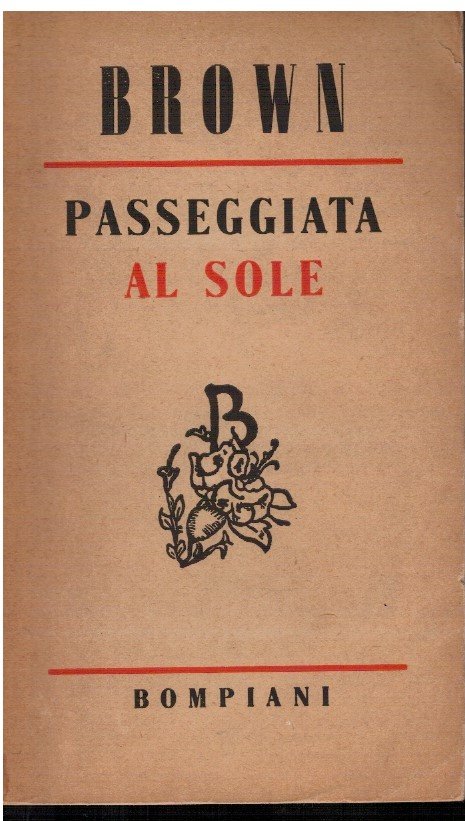 BROWN
PASSEGGIATA
AL SOLE
B
BOMPIANI